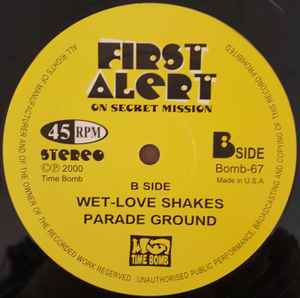 FIRST
ALERT
ON SECRET MISSION
45 RPM
STEREO
℗ 2000
Time Bomb
B SIDE
Bomb-67
Made in U.S.A
B SIDE
WET-LOVE SHAKES
PARADE GROUND
TIME BOMB
ALL RIGHTS OF MANUFACTURER AND OF THE OWNER OF THE RECORDED WORK RESERVED - UNAUTHORISED PUBLIC PERFORMANCE, BROADCASTING AND COPYING OF THIS RECORD PROHIBITED